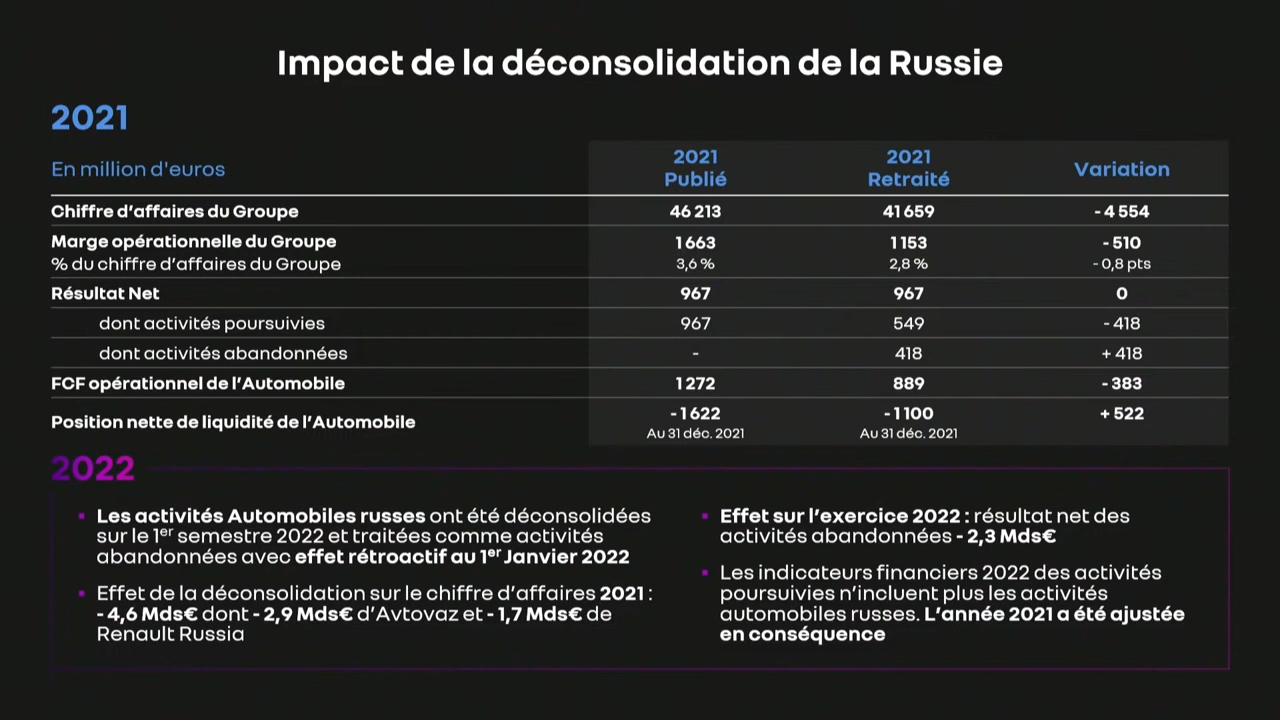 Impact de la déconsolidation de la Russie
2021
En million d'euros
2021 Publié
2021 Retraité
Variation
Chiffre d'affaires du Groupe 46 213 41 659 - 4 554
Marge opérationnelle du Groupe 1 663 1 153 - 510
% du chiffre d'affaires du Groupe 3,6 % 2,8 % - 0,8 pts
Résultat Net 967 967 0
dont activités poursuivies 967 549 - 418
dont activités abandonnées - 418 + 418
FCF opérationnel de l'Automobile 1 272 889 - 383
Position nette de liquidité de l'Automobile - 1 622 - 1 100 + 522
Au 31 déc. 2021 Au 31 déc. 2021
2022
▪ Les activités Automobiles russes ont été déconsolidées
sur le 1er semestre 2022 et traitées comme activités
abandonnées avec effet rétroactif au 1er Janvier 2022
▪ Effet de la déconsolidation sur le chiffre d'affaires 2021 :
- 4,6 Mds€ dont - 2,9 Mds€ d'Avtovaz et - 1,7 Mds€ de
Renault Russia
▪ Effet sur l'exercice 2022 : résultat net des
activités abandonnées - 2,3 Mds€
▪ Les indicateurs financiers 2022 des activités
poursuivies n'incluent plus les activités
automobiles russes. L'année 2021 a été ajustée
en conséquence